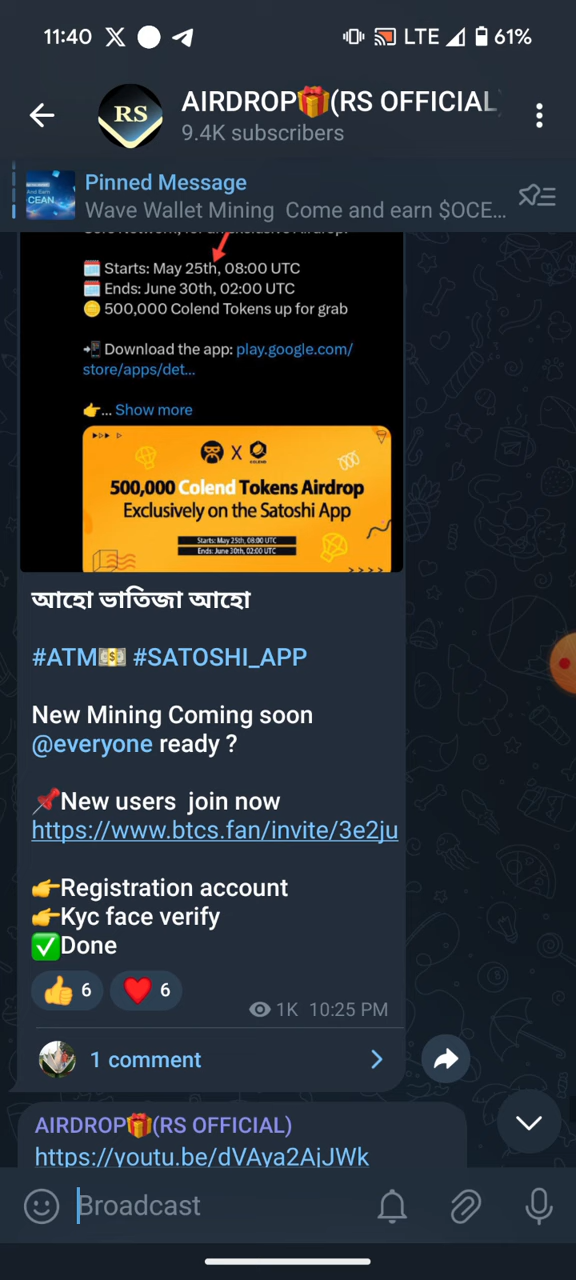 11:40
LTE 61%
RS
AIRDROP🎁(RS OFFICIAL
9.4K subscribers
And Earn
CEAN
Pinned Message
Wave Wallet Mining Come and earn $OCE...
🗓️ Starts: May 25th, 08:00 UTC
🗓️ Ends: June 30th, 02:00 UTC
🪙 500,000 Colend Tokens up for grab
📲 Download the app: play.google.com/
store/apps/det...
👉... Show more
X COLEND
500,000 Colend Tokens Airdrop
Exclusively on the Satoshi App
Starts: May 25th, 08:00 UTC
Ends: June 30th, 02:00 UTC
আহো ভাতিজা আহো
#ATM💵 #SATOSHI_APP
New Mining Coming soon
@everyone ready ?
📌New users join now
https://www.btcs.fan/invite/3e2ju
👉Registration account
👉Kyc face verify
✅Done
👍 6 ❤️ 6
1K 10:25 PM
1 comment
AIRDROP🎁(RS OFFICIAL)
https://youtu.be/dVAya2AjJWk
Broadcast